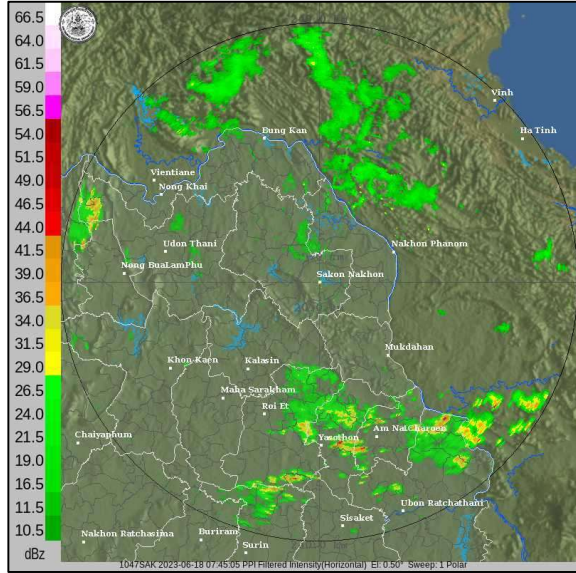 66.5
64.0
61.5
59.0
56.5
54.0
51.5
49.0
46.5
44.0
41.5
39.0
36.5
34.0
31.5
29.0
26.5
24.0
21.5
19.0
16.5
14.0
11.5
10.5
dBz
Vinh
Ha Tinh
Bung Kan
Vientiane
Nong Khai
Udon Thani
Nakhon Phanom
Nong BuaLamPhu
Sakon Nakhon
Mukdahan
Khon Kaen
Kalasin
Maha Sarakham
Roi Et
Am NatCharoen
Chaiyaphum
Yasothon
Ubon Ratchathani
Sisaket
Nakhon Ratchasima
Buriram
Surin
1047SAK 2023-06-18 07:45:05 PPI Filtered Intensity(Horizontal) El: 0.50° Sweep: 1 Polar